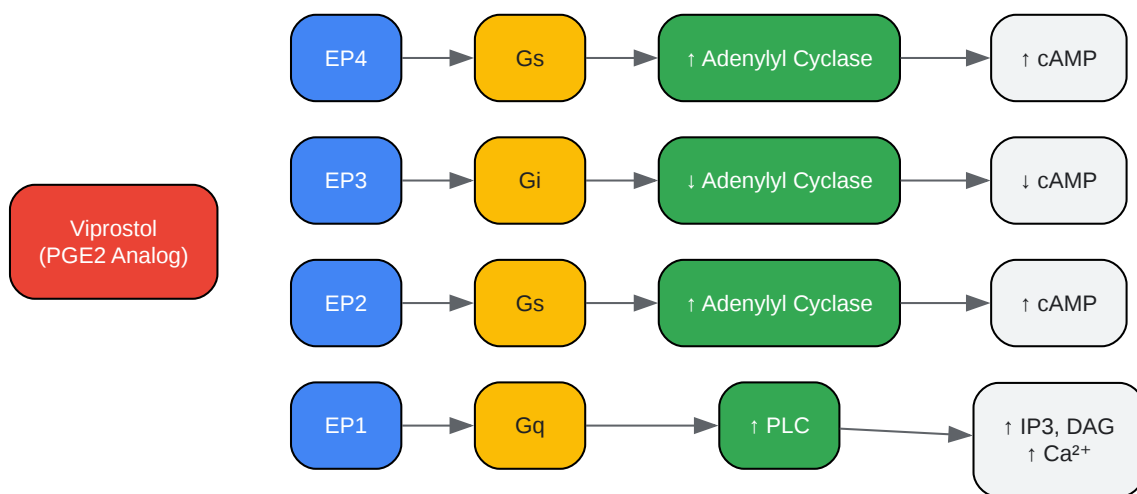 EP4
Gs
↑ Adenylyl Cyclase
↑ cAMP
EP3
Gi
↓ Adenylyl Cyclase
↓ cAMP
Viprostol
(PGE2 Analog)
EP2
Gs
↑ Adenylyl Cyclase
↑ cAMP
EP1
Gq
↑ PLC
↑ IP3, DAG
↑ Ca²⁺